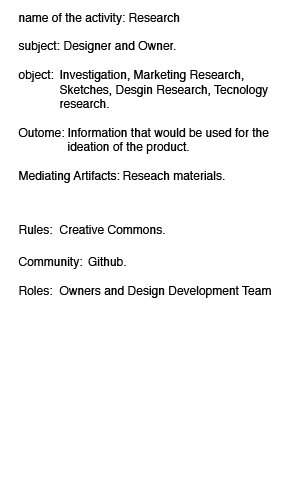 name of the activity: Research
subject: Designer and Owner.
object: Investigation, Marketing Research,
Sketches, Desgin Research, Tecnology
research.
Outome: Information that would be used for the
ideation of the product.
Mediating Artifacts: Reseach materials.
Rules: Creative Commons.
Community: Github.
Roles: Owners and Design Development Team